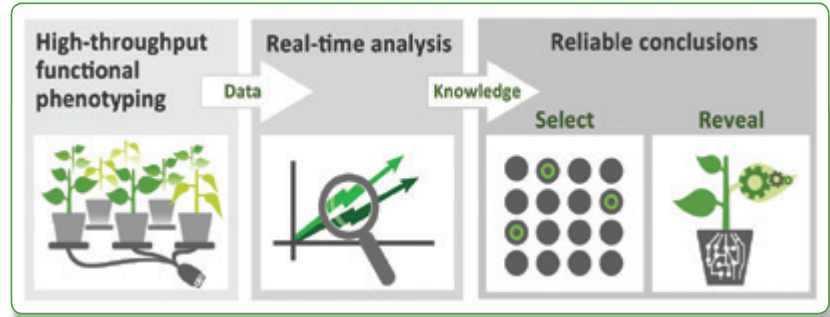 High-throughput
functional
phenotyping
Data
Real-time analysis
Knowledge
Reliable conclusions
Select
Reveal